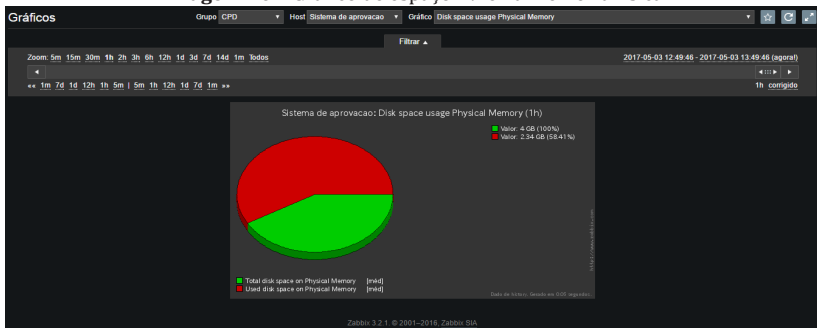 Gráficos Grupo CPD Host Sistema de aprovacao Gráfico Disk space usage Physical Memory
Filtrar
Zoom: 5m 15m 30m 1h 2h 3h 6h 12h 1d 3d 7d 14d 1m Todos 2017-05-03 12:49:46 - 2017-05-03 13:49:46 (agora!)
«« 1m 7d 1d 12h 1h 5m | 5m 1h 12h 1d 7d 1m »» 1h corrigido
Sistema de aprovacao: Disk space usage Physical Memory (1h)
Valor: 4 GB (100%)
Valor: 2.34 GB (58.41%)
Total disk space on Physical Memory [méd]
Used disk space on Physical Memory [méd]
Zabbix 3.2.1. © 2001–2016, Zabbix SIA